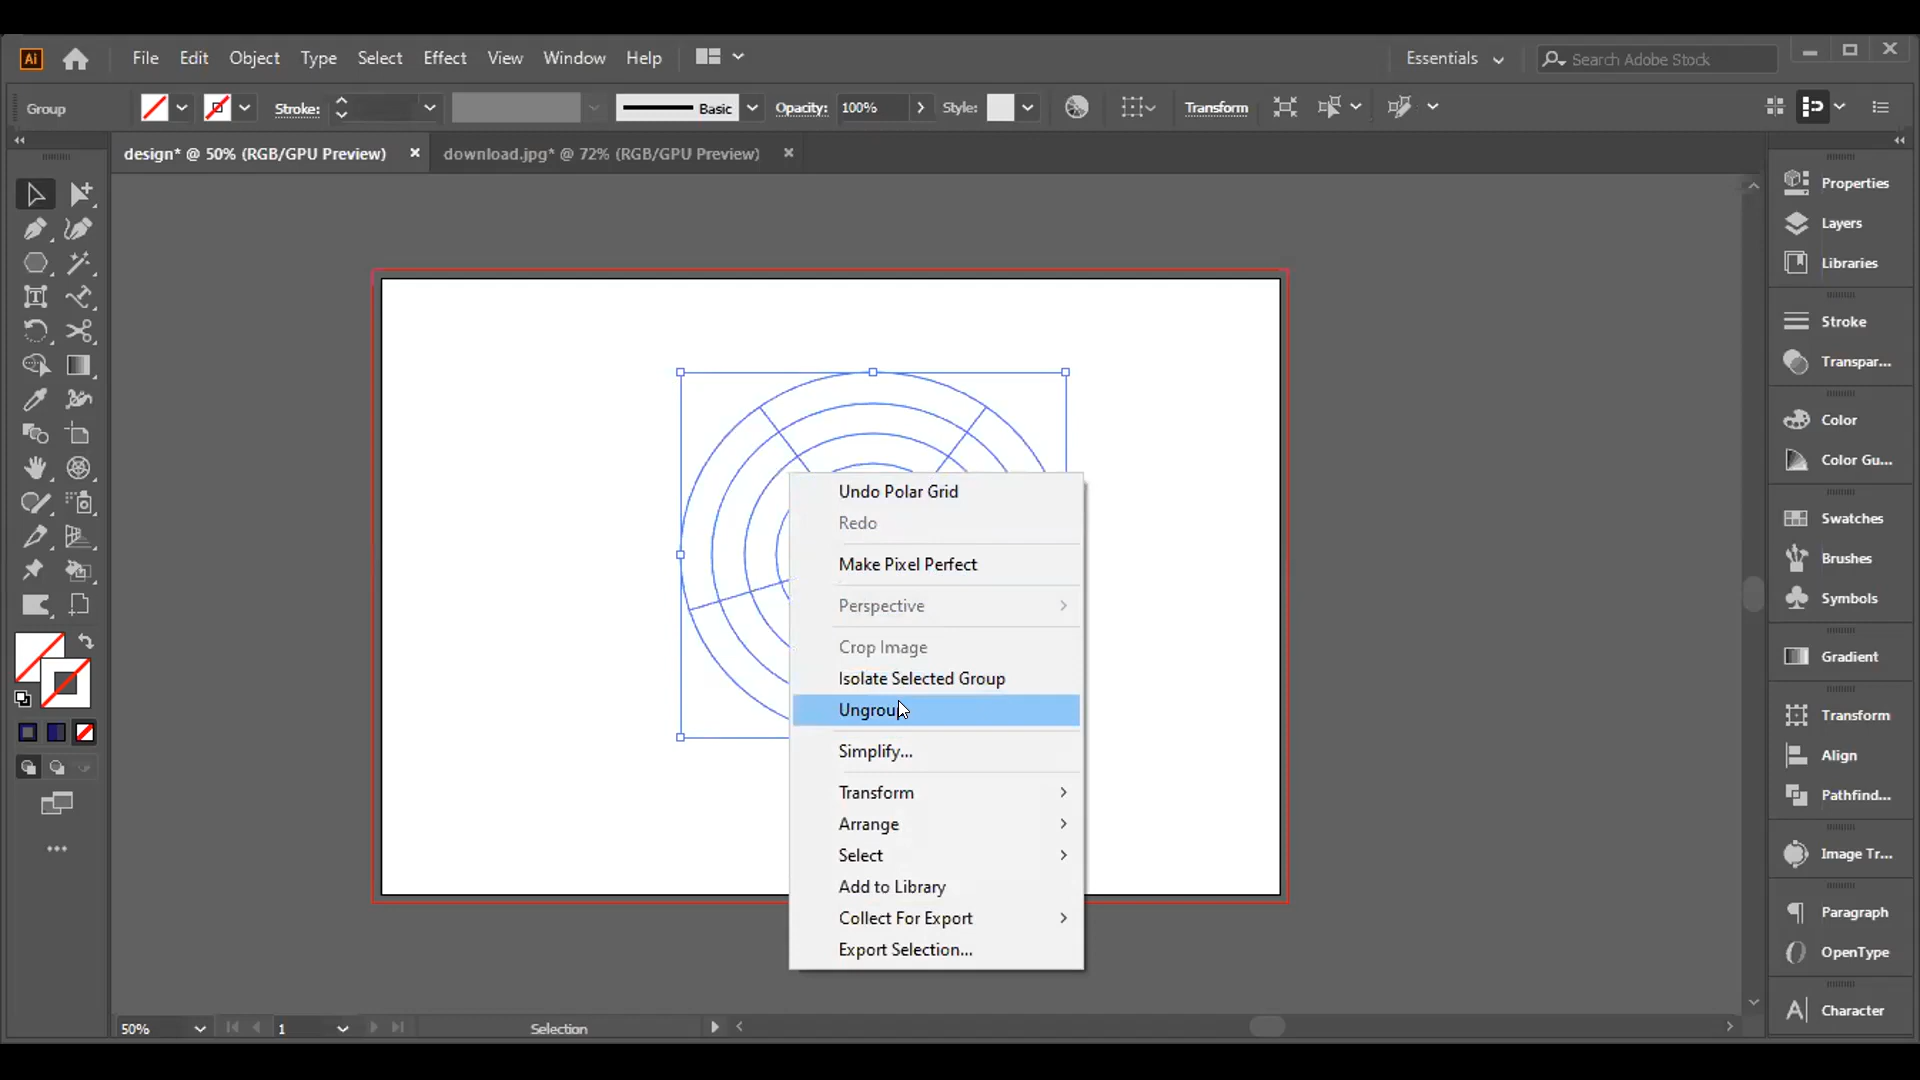 Ai
File Edit Object Type Select Effect View Window Help
Essentials
Search Adobe Stock
Group
Stroke:
Basic
Opacity: 100%
Style:
Transform
design* @ 50% (RGB/GPU Preview)
download.jpg* @ 72% (RGB/GPU Preview)
Undo Polar Grid
Redo
Make Pixel Perfect
Perspective
Crop Image
Isolate Selected Group
Simplify...
Transform
Arrange
Select
Add to Library
Collect For Export
Export Selection...
Properties
Layers
Libraries
Stroke
Transpar...
Color
Color Gu...
Swatches
Brushes
Symbols
Gradient
Transform
Align
Pathfind...
Image Tr...
Paragraph
OpenType
Character
50%
1
Selection